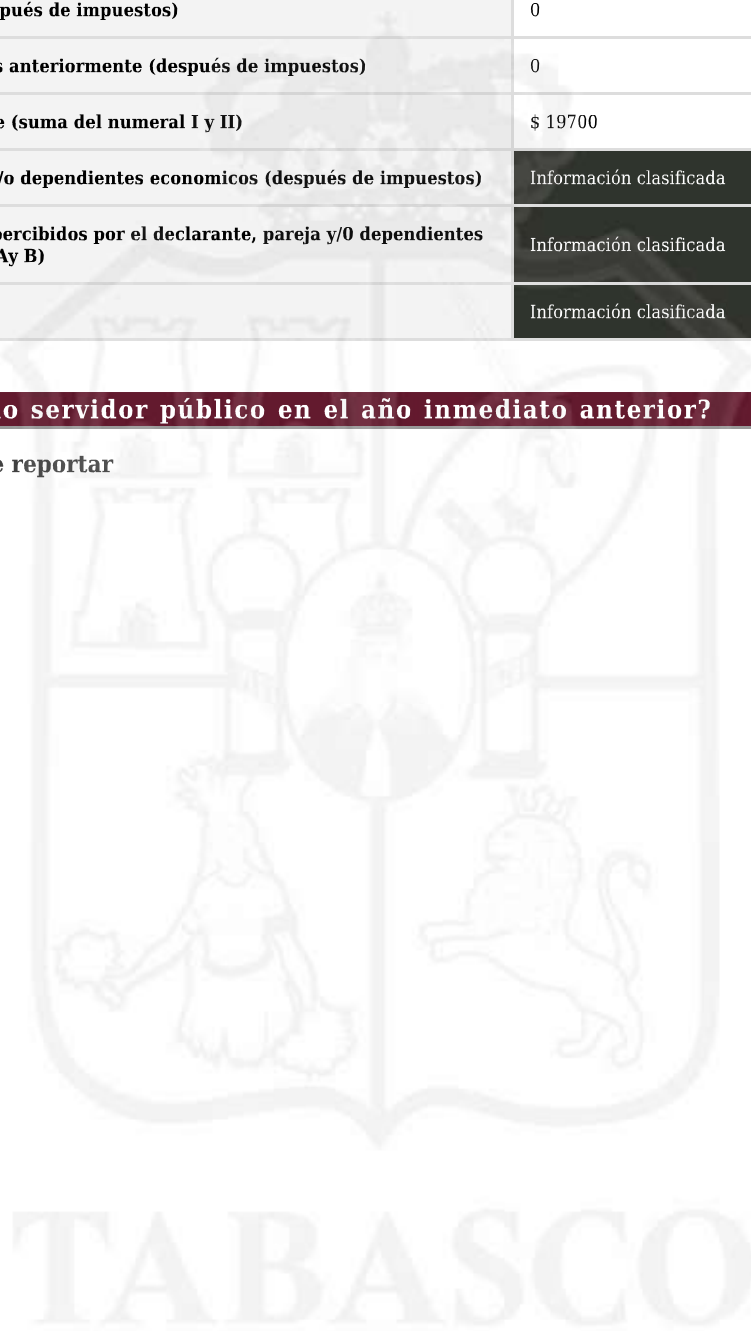 pués de impuestos)
0
s anteriormente (después de impuestos)
0
e (suma del numeral I y II)
$ 19700
/o dependientes economicos (después de impuestos)
Información clasificada
percibidos por el declarante, pareja y/0 dependientes
Ay B)
Información clasificada
Información clasificada
o servidor público en el año inmediato anterior?
e reportar
TABASCO